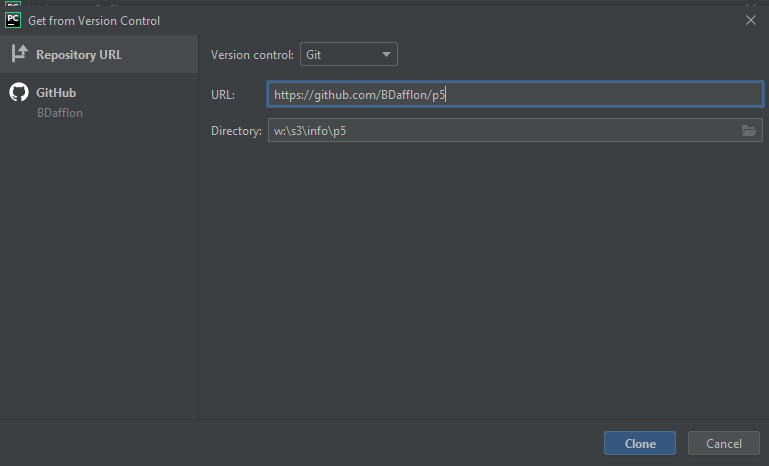 PC
Get from Version Control
Repository URL
Version control: Git
GitHub
BDafflon
URL: https://github.com/BDafflon/p5
Directory: w:\s3\info\p5
Clone
Cancel